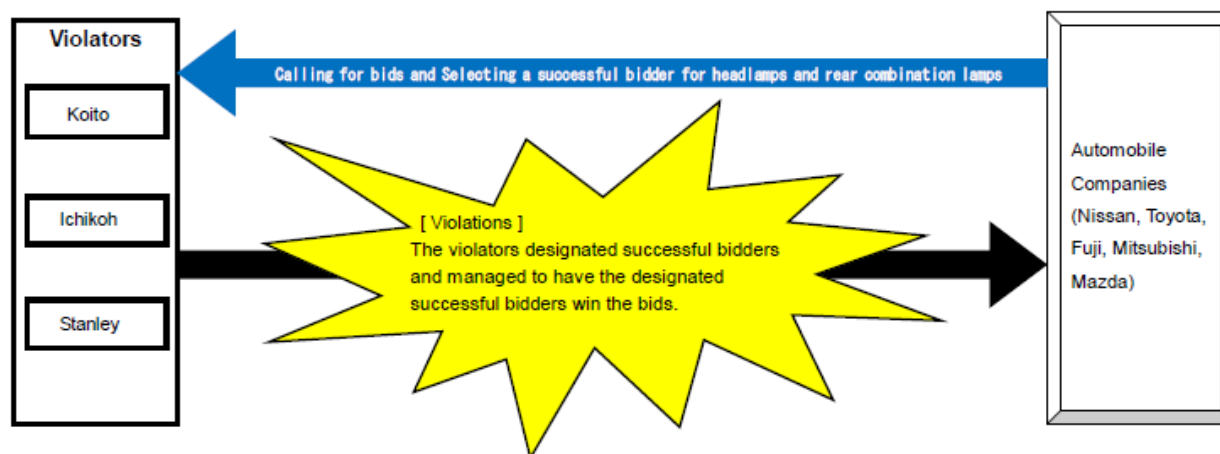 Violators
Koito
Ichikoh
Stanley
Calling for bids and Selecting a successful bidder for headlamps and rear combination lamps
[ Violations ]
The violators designated successful bidders
and managed to have the designated
successful bidders win the bids.
Automobile
Companies
(Nissan, Toyota,
Fuji, Mitsubishi,
Mazda)